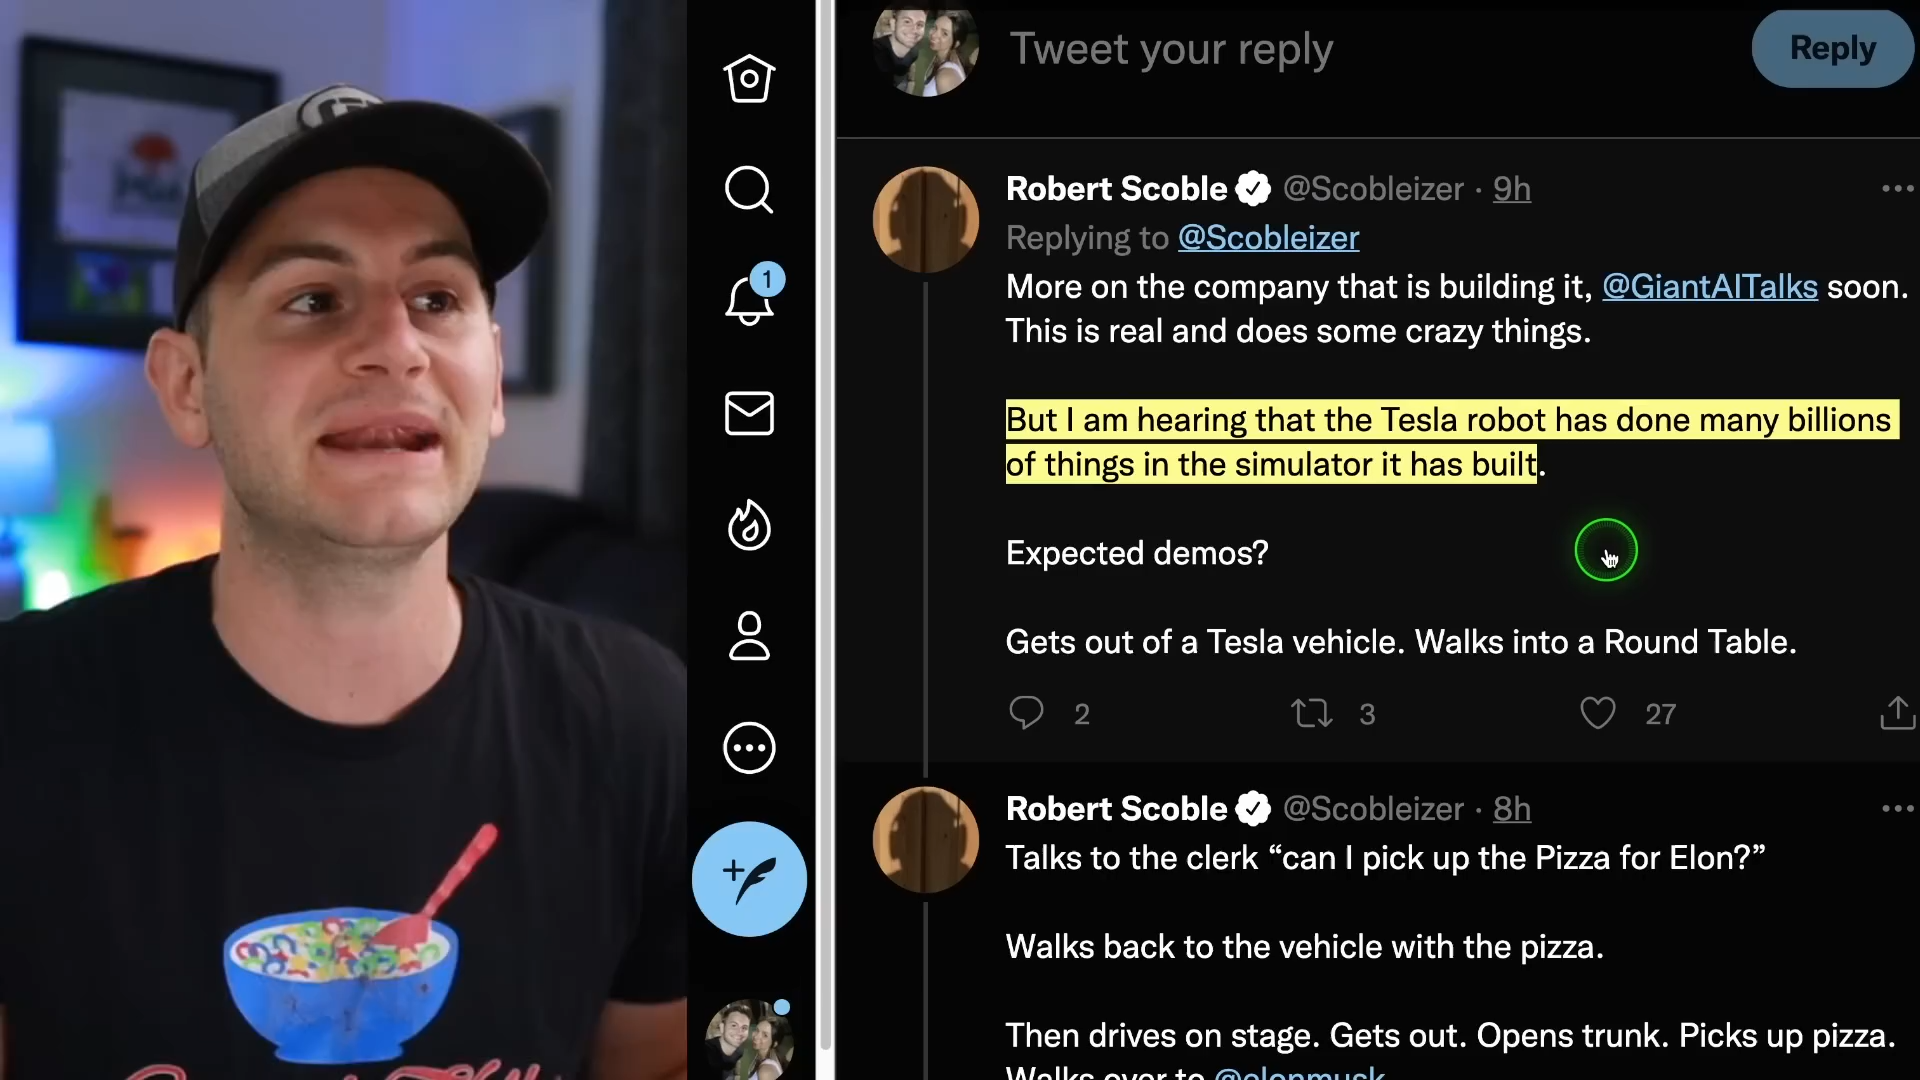 Tweet your reply
Reply
Robert Scoble @Scobleizer · 9h
Replying to @Scobleizer
More on the company that is building it, @GiantAITalks soon.
This is real and does some crazy things.
But I am hearing that the Tesla robot has done many billions
of things in the simulator it has built.
Expected demos?
Gets out of a Tesla vehicle. Walks into a Round Table.
2
3
27
1
Robert Scoble @Scobleizer · 8h
Talks to the clerk “can I pick up the Pizza for Elon?”
Walks back to the vehicle with the pizza.
Then drives on stage. Gets out. Opens trunk. Picks up pizza.
Walks over to @elonmusk